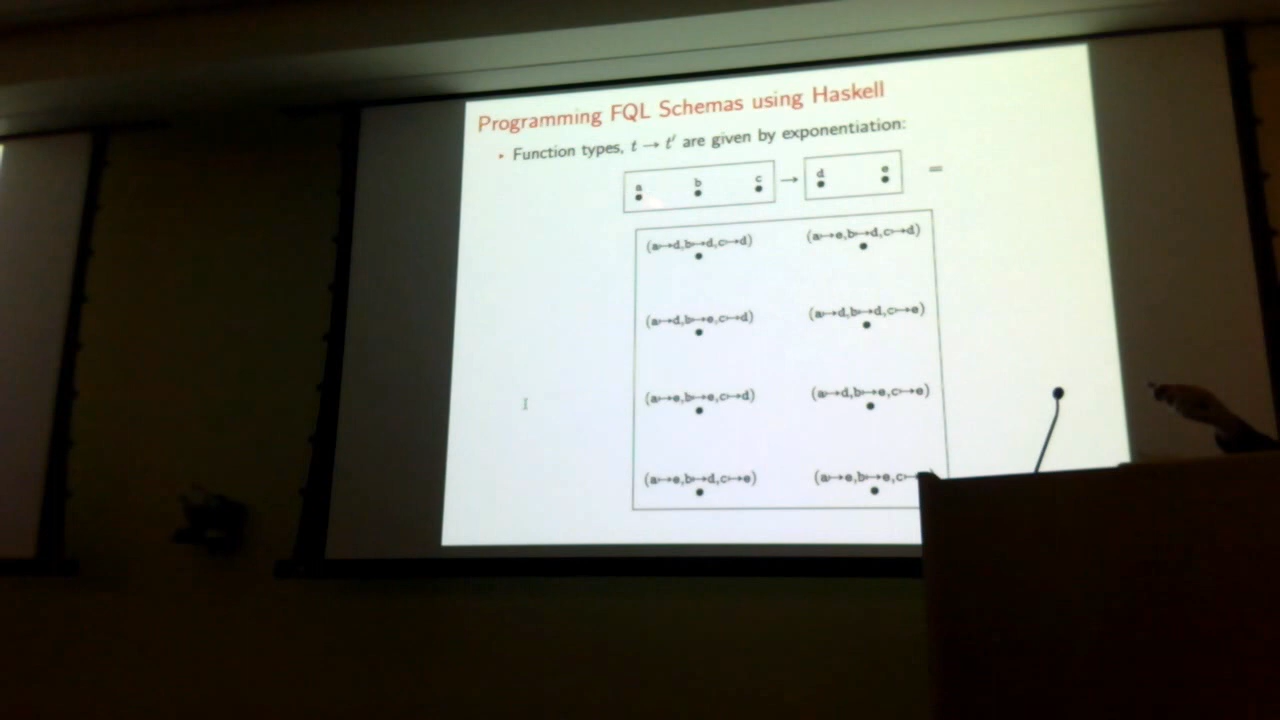 Programming FQL Schemas using Haskell
▸ Function types, t → t′ are given by exponentiation:
a b c → d e =
(a↦d,b↦d,c↦d) (a↦e,b↦d,c↦d)
(a↦d,b↦e,c↦d) (a↦d,b↦d,c↦e)
(a↦e,b↦e,c↦d) (a↦d,b↦e,c↦e)
(a↦e,b↦d,c↦e) (a↦e,b↦e,c↦